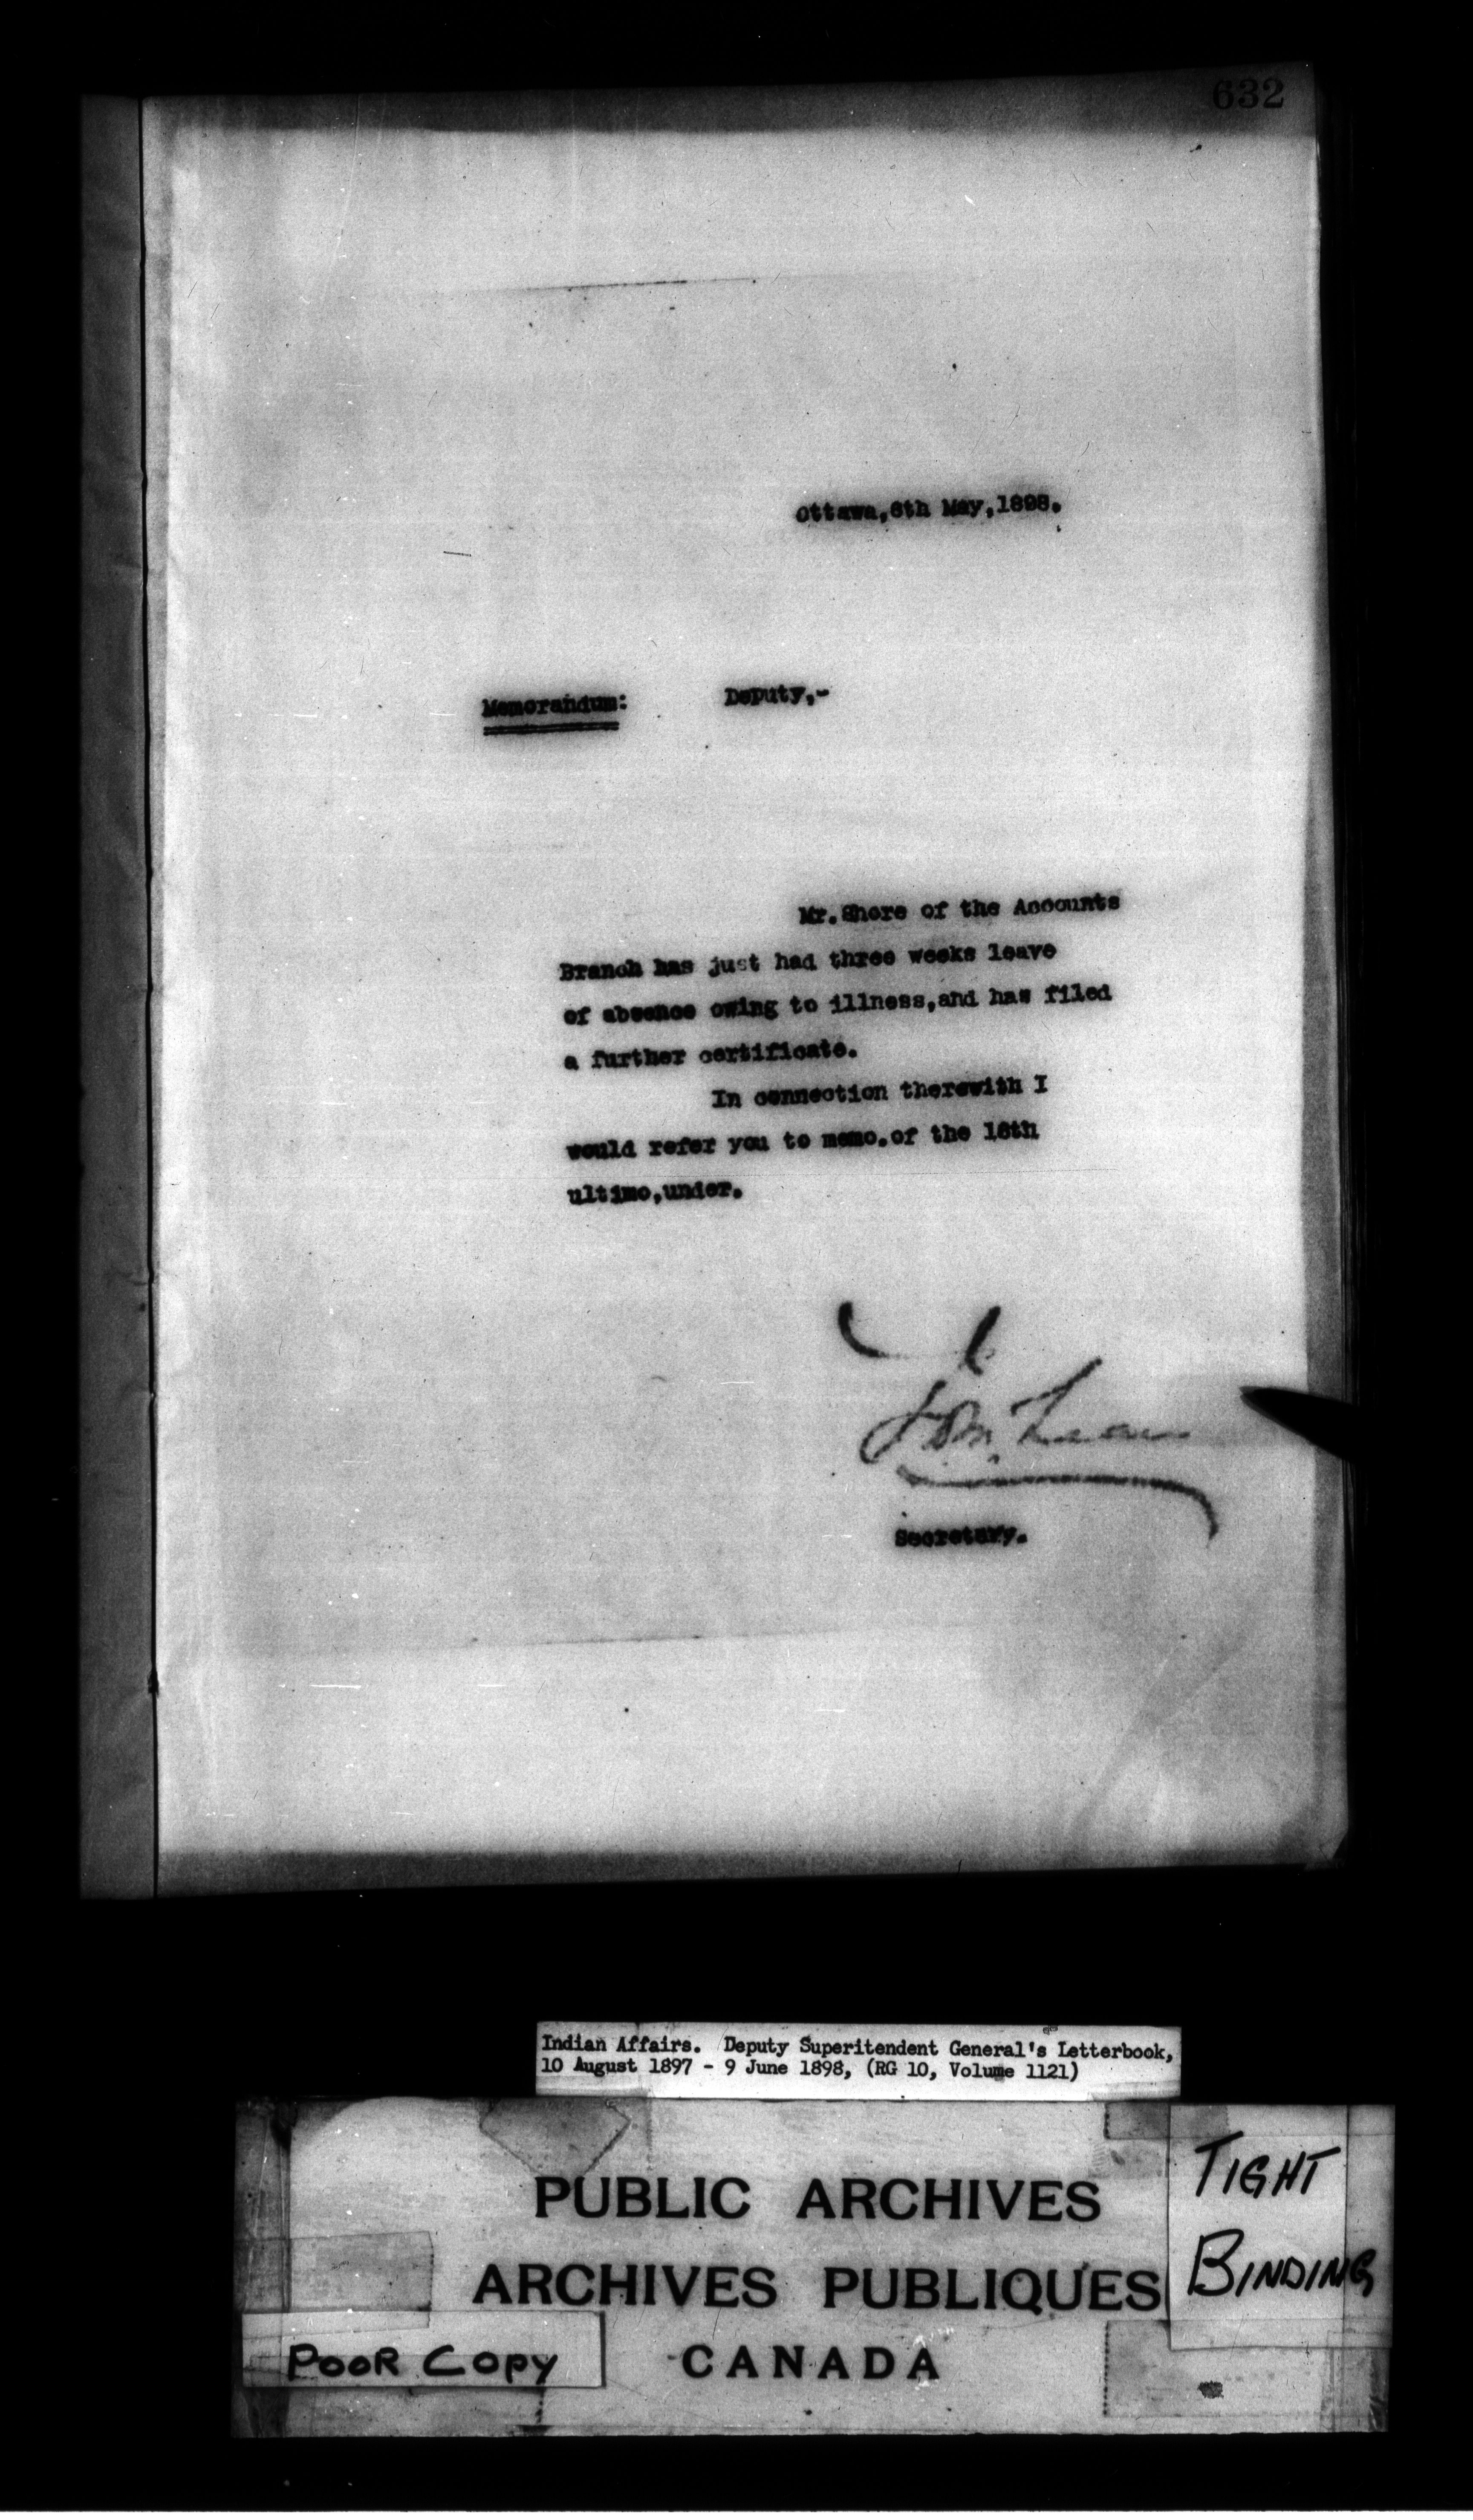 632
Ottawa, 6th May, 1898.
Memorandum: Deputy,-
Mr. Shore of the Accounts
Branch has just had three weeks leave
of absence owing to illness, and has filed
a further certificate.
In connection therewith I
would refer you to memo. of the 16th
ultimo, under.
Secretary.
Indian Affairs. Deputy Superitendent General's Letterbook,
10 August 1897 - 9 June 1898, (RG 10, Volume 1121)
PUBLIC ARCHIVES
ARCHIVES PUBLIQUES
CANADA
TIGHT
BINDING
POOR COPY